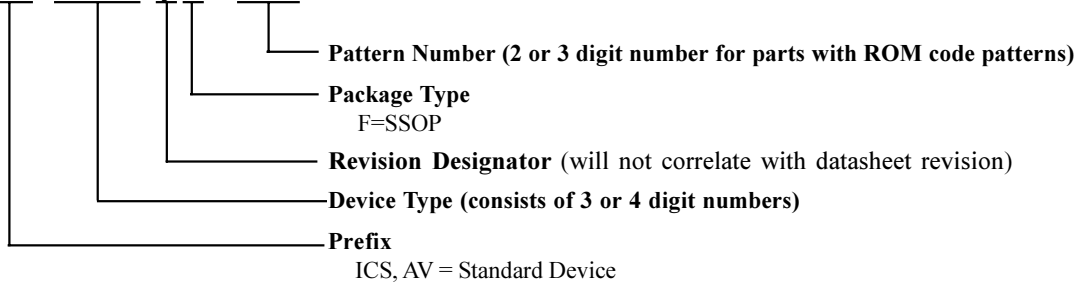 Pattern Number (2 or 3 digit number for parts with ROM code patterns)
Package Type
F=SSOP
Revision Designator (will not correlate with datasheet revision)
Device Type (consists of 3 or 4 digit numbers)
Prefix
ICS, AV = Standard Device